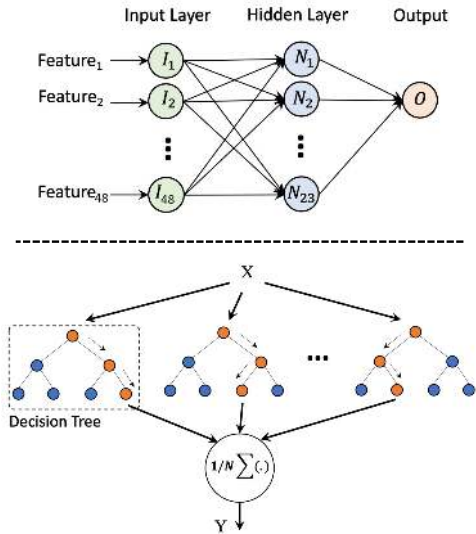 Input Layer Hidden Layer Output
Feature₁ I₁ N₁
Feature₂ I₂ N₂ O
Feature₄₈ I₄₈ N₂₃
X
Decision Tree
1/N ∑(.)
Y